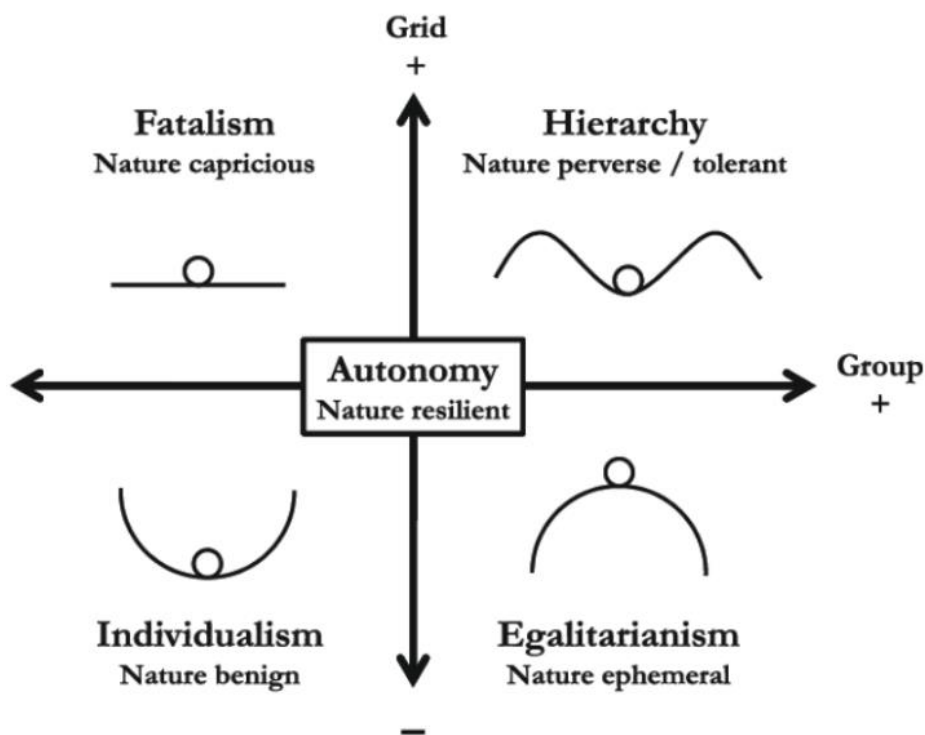 Grid
+
Fatalism
Nature capricious
Hierarchy
Nature perverse / tolerant
Autonomy
Nature resilient
Group
+
Individualism
Nature benign
Egalitarianism
Nature ephemeral
–